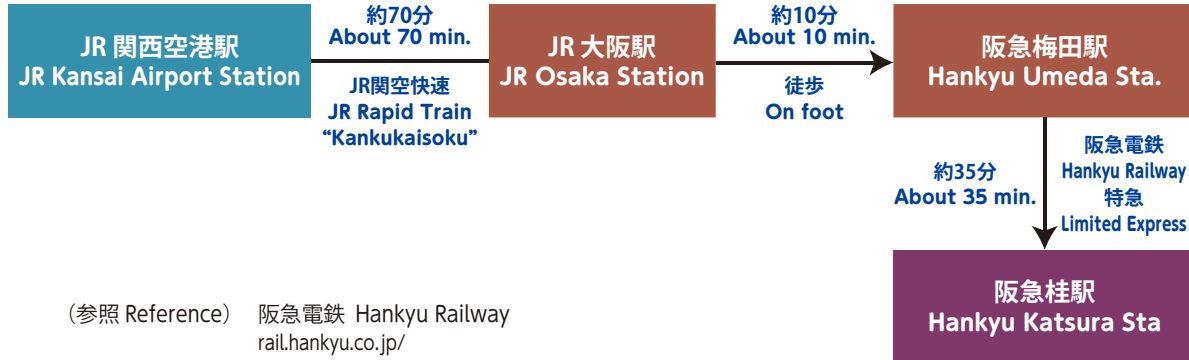 JR 関西空港駅
JR Kansai Airport Station
約70分
About 70 min.
JR関空快速
JR Rapid Train
“Kankukaisoku”
JR 大阪駅
JR Osaka Station
約10分
About 10 min.
徒歩
On foot
阪急梅田駅
Hankyu Umeda Sta.
約35分
About 35 min.
阪急電鉄
Hankyu Railway
特急
Limited Express
阪急桂駅
Hankyu Katsura Sta
（参照 Reference） 阪急電鉄 Hankyu Railway
rail.hankyu.co.jp/